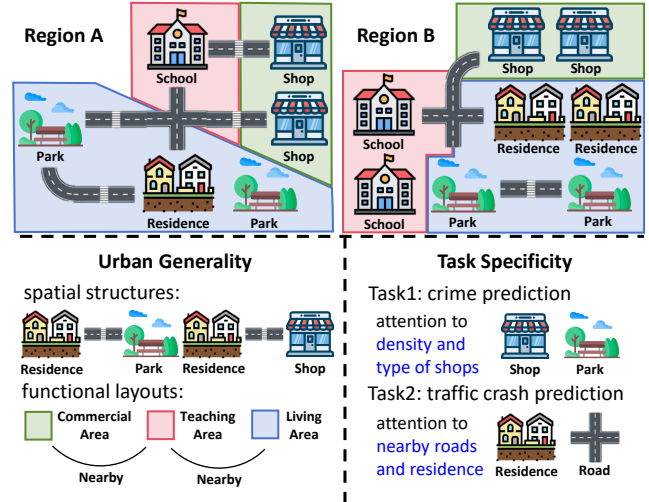 Region A
School
Shop
Shop
Park
Residence
Park
Region B
Shop
Shop
School
Residence
Residence
School
Park
Park
Urban Generality
spatial structures:
Residence
Park
Residence
Shop
functional layouts:
Commercial Area
Teaching Area
Living Area
Nearby
Nearby
Task Specificity
Task1: crime prediction
attention to
density and
type of shops
Shop
Park
Task2: traffic crash prediction
attention to
nearby roads
and residence
Residence
Road